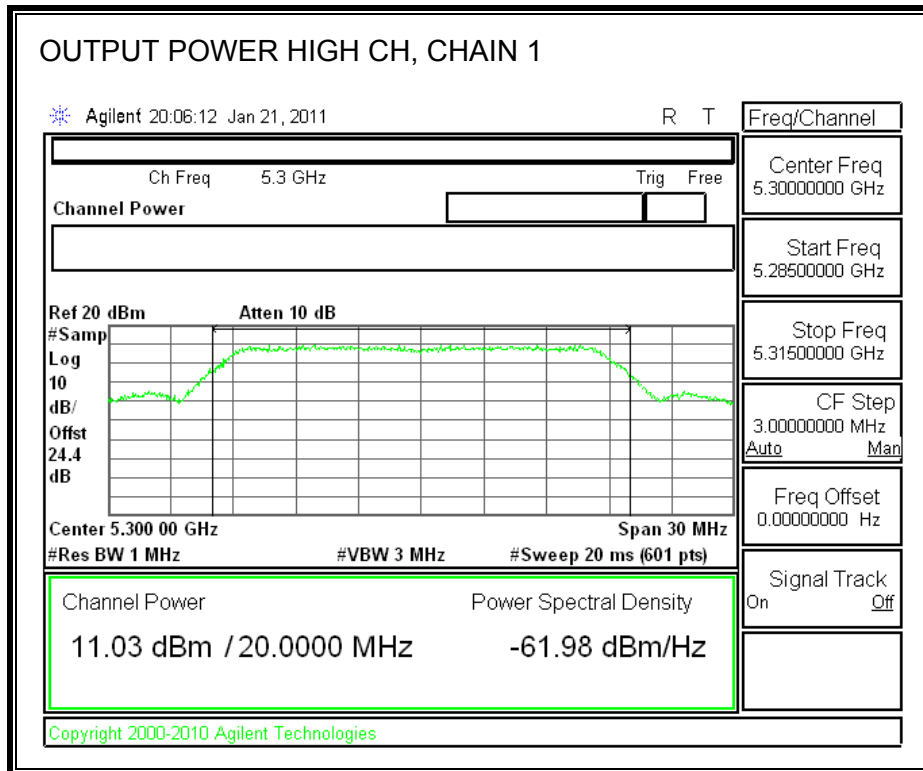 OUTPUT POWER HIGH CH, CHAIN 1
Agilent 20:06:12 Jan 21, 2011 R T
Freq/Channel
Ch Freq 5.3 GHz Trig Free
Channel Power
Center Freq
5.30000000 GHz
Start Freq
5.28500000 GHz
Stop Freq
5.31500000 GHz
CF Step
3.00000000 MHz
Auto Man
Freq Offset
0.00000000 Hz
Signal Track
On Off
Ref 20 dBm Atten 10 dB
#Samp
Log
10
dB/
Offst
24.4
dB
Center 5.300 00 GHz Span 30 MHz
#Res BW 1 MHz #VBW 3 MHz #Sweep 20 ms (601 pts)
Channel Power Power Spectral Density
11.03 dBm / 20.0000 MHz -61.98 dBm/Hz
Copyright 2000-2010 Agilent Technologies